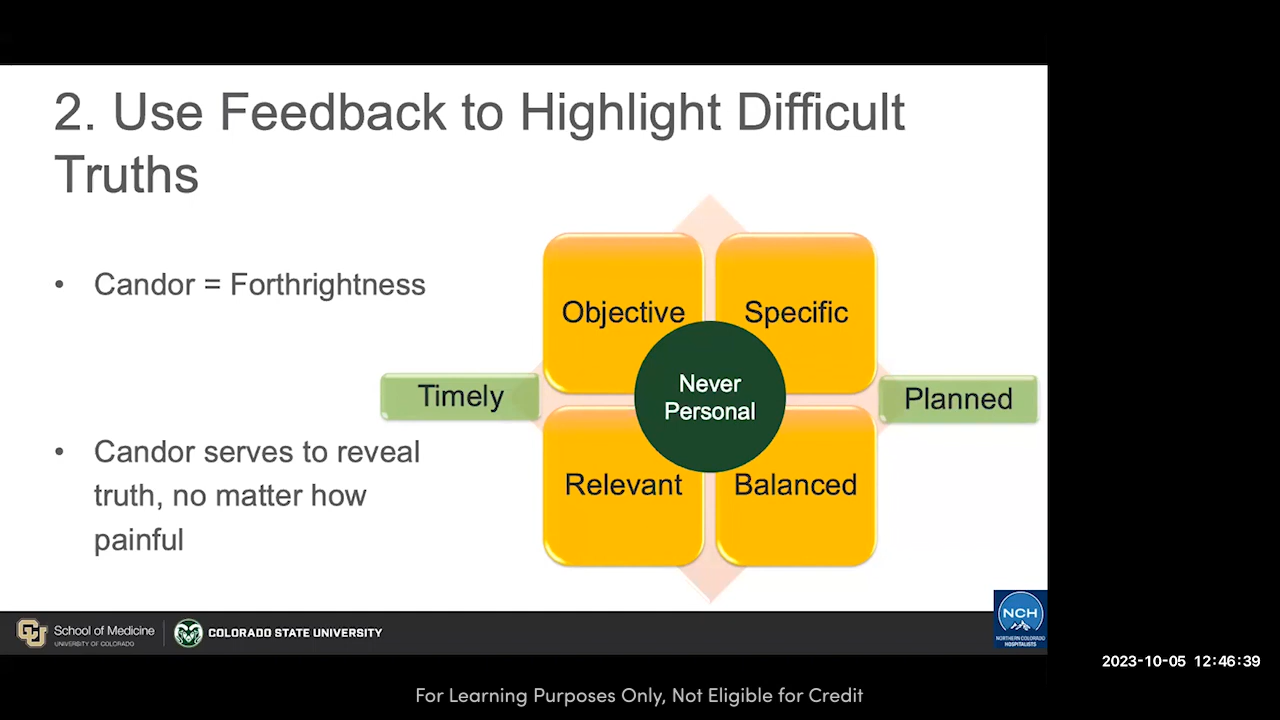 2. Use Feedback to Highlight Difficult
Truths
• Candor = Forthrightness
• Candor serves to reveal
truth, no matter how
painful
Objective
Specific
Timely
Never
Personal
Planned
Relevant
Balanced
CU
School of Medicine
UNIVERSITY OF COLORADO
COLORADO STATE UNIVERSITY
NCH
NORTHERN COLORADO
HOSPITALISTS
2023-10-05 12:46:39
For Learning Purposes Only, Not Eligible for Credit